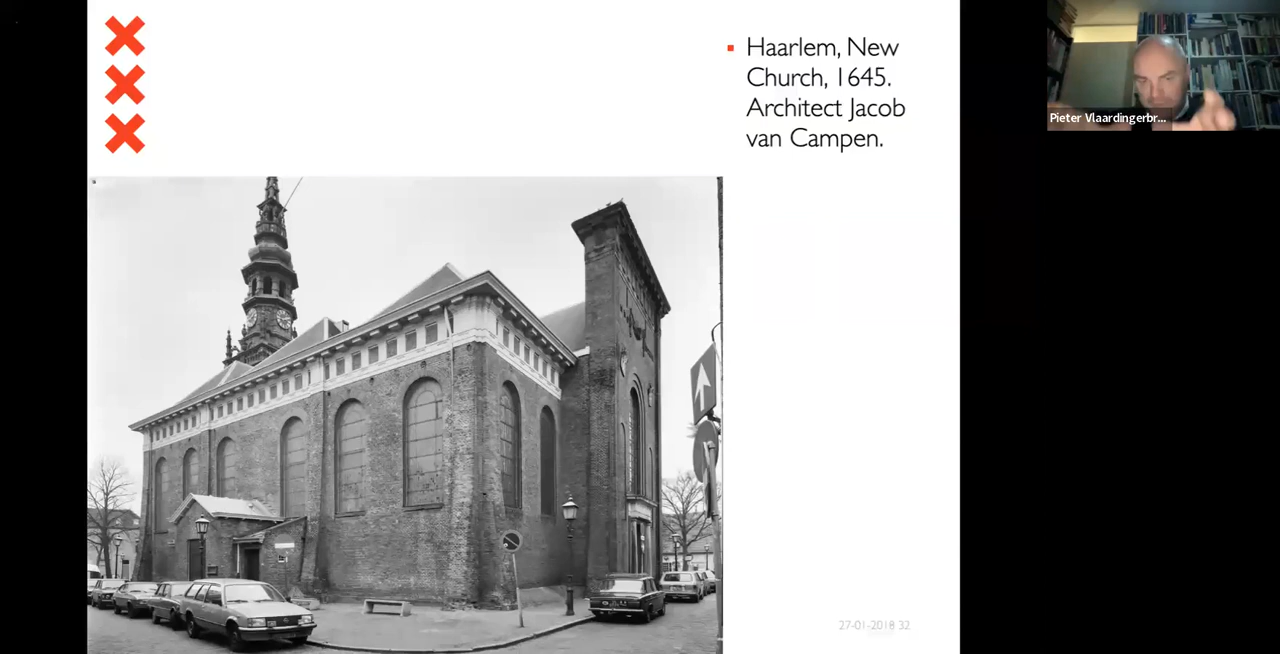 Haarlem, New
Church, 1645.
Architect Jacob
van Campen.
Pieter Vlaardingerbr...
27-01-2018 32